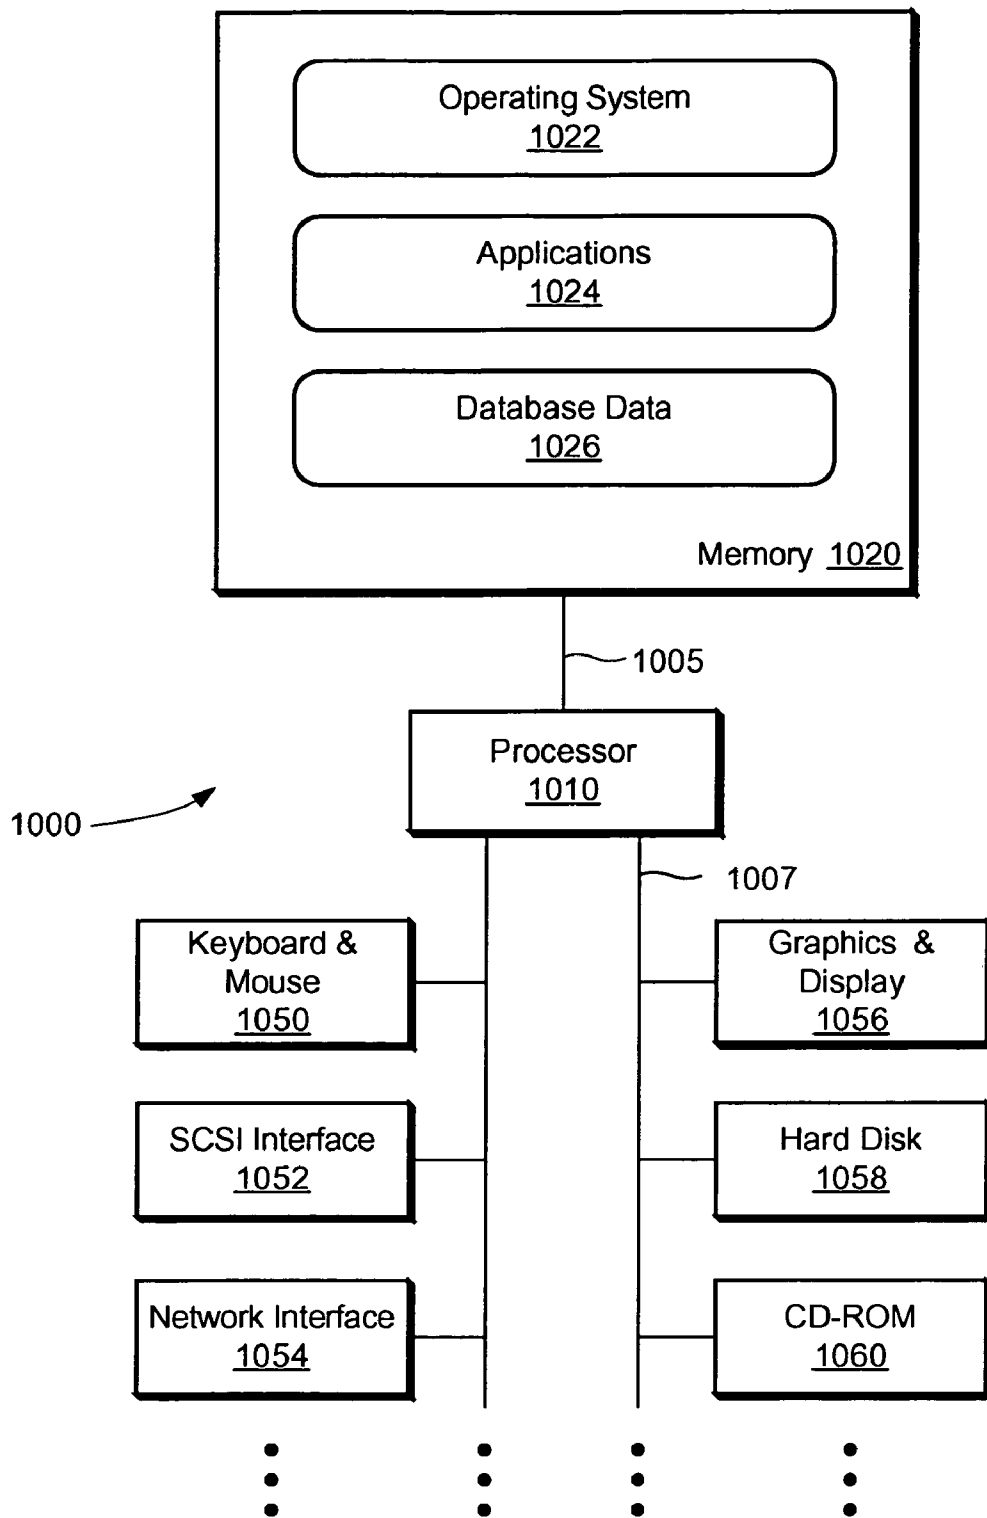 Operating System
1022
Applications
1024
Database Data
1026
Memory 1020
1005
Processor
1010
1000
1007
Keyboard &
Mouse
1050
Graphics &
Display
1056
SCSI Interface
1052
Hard Disk
1058
Network Interface
1054
CD-ROM
1060